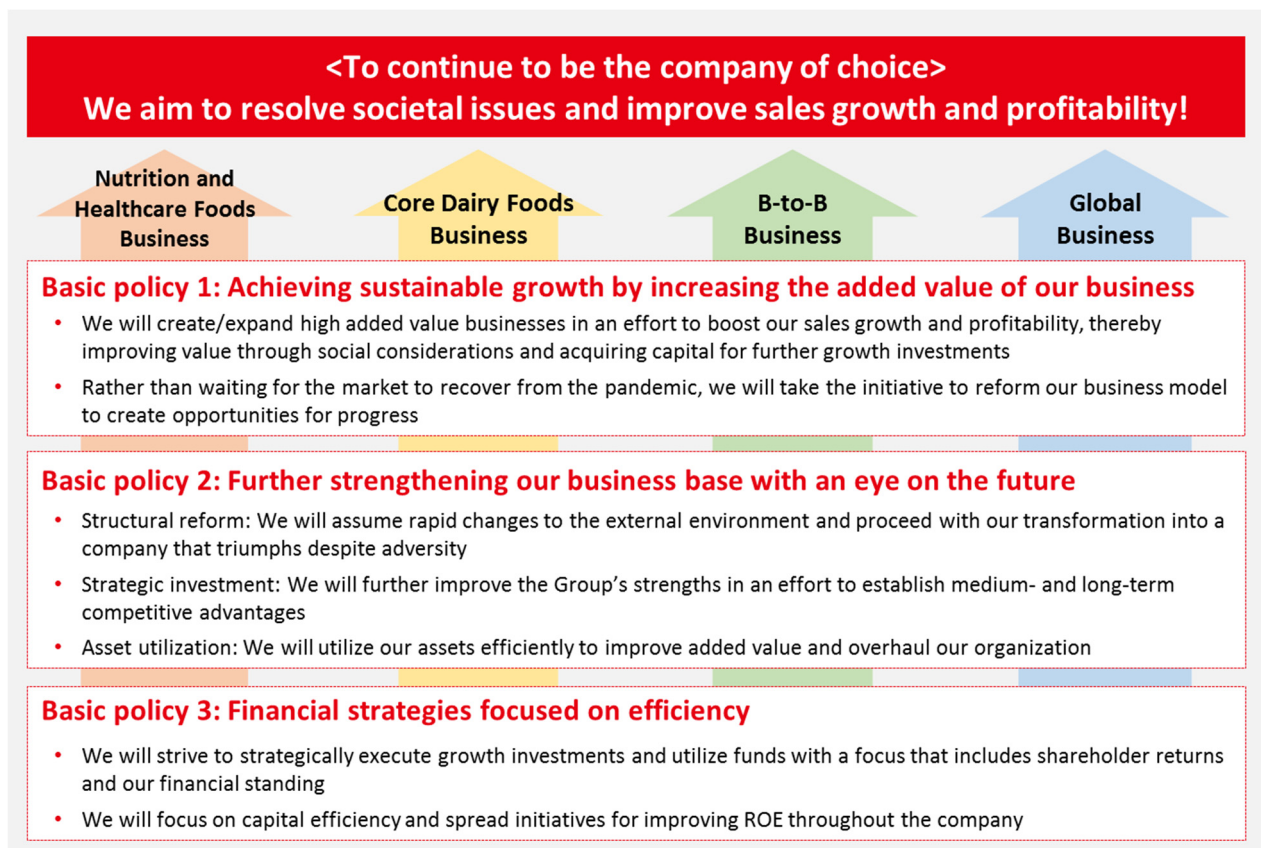 <To continue to be the company of choice>
We aim to resolve societal issues and improve sales growth and profitability!
Nutrition and
Healthcare Foods
Business
Core Dairy Foods
Business
B-to-B
Business
Global
Business
Basic policy 1: Achieving sustainable growth by increasing the added value of our business
• We will create/expand high added value businesses in an effort to boost our sales growth and profitability, thereby
improving value through social considerations and acquiring capital for further growth investments
• Rather than waiting for the market to recover from the pandemic, we will take the initiative to reform our business model
to create opportunities for progress
Basic policy 2: Further strengthening our business base with an eye on the future
• Structural reform: We will assume rapid changes to the external environment and proceed with our transformation into a
company that triumphs despite adversity
• Strategic investment: We will further improve the Group's strengths in an effort to establish medium- and long-term
competitive advantages
• Asset utilization: We will utilize our assets efficiently to improve added value and overhaul our organization
Basic policy 3: Financial strategies focused on efficiency
• We will strive to strategically execute growth investments and utilize funds with a focus that includes shareholder returns
and our financial standing
• We will focus on capital efficiency and spread initiatives for improving ROE throughout the company